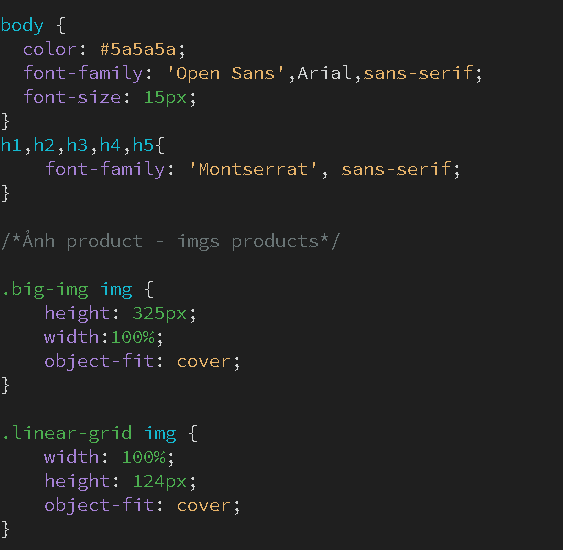 body {
  color: #5a5a5a;
  font-family: 'Open Sans',Arial,sans-serif;
  font-size: 15px;
}
h1,h2,h3,h4,h5{
    font-family: 'Montserrat', sans-serif;
}

/*Ảnh product - imgs products*/

.big-img img {
    height: 325px;
    width:100%;
    object-fit: cover;
}

.linear-grid img {
    width: 100%;
    height: 124px;
    object-fit: cover;
}